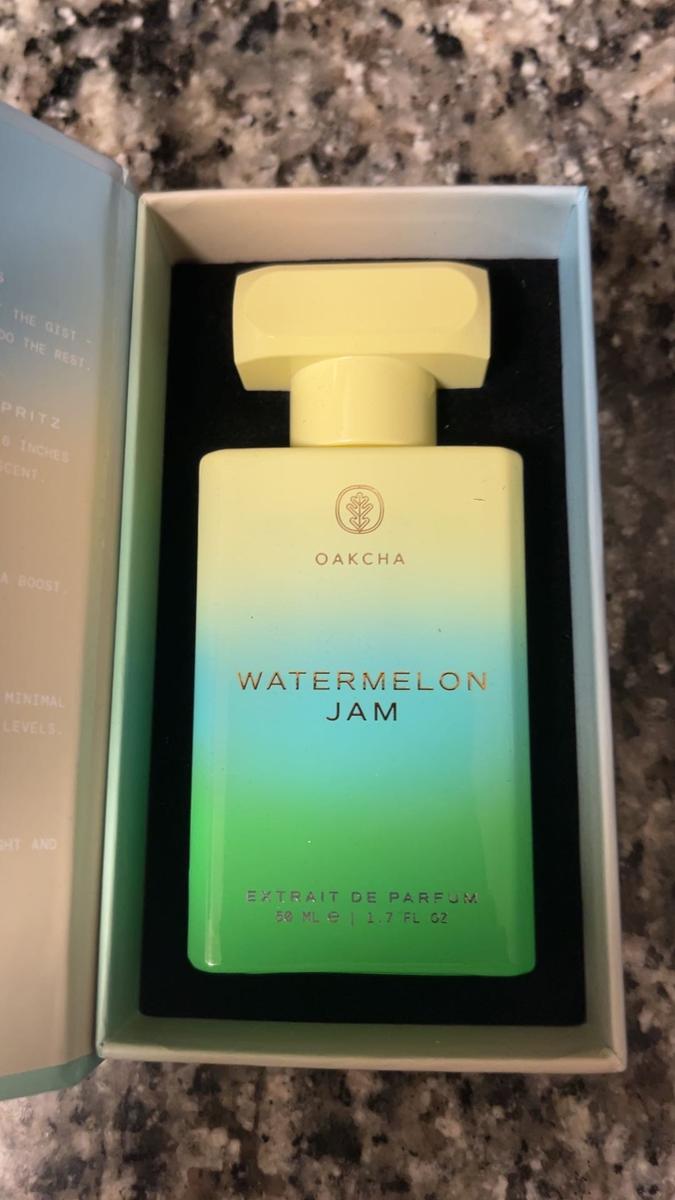 THE GIST -
DO THE REST.
PRITZ
6 INCHES
SCENT.
A BOOST.
MINIMAL
LEVELS.
AND
OAKCHA
WATERMELON
JAM
EXTRAIT DE PARFUM
50 ML ℮ | 1.7 FL OZ